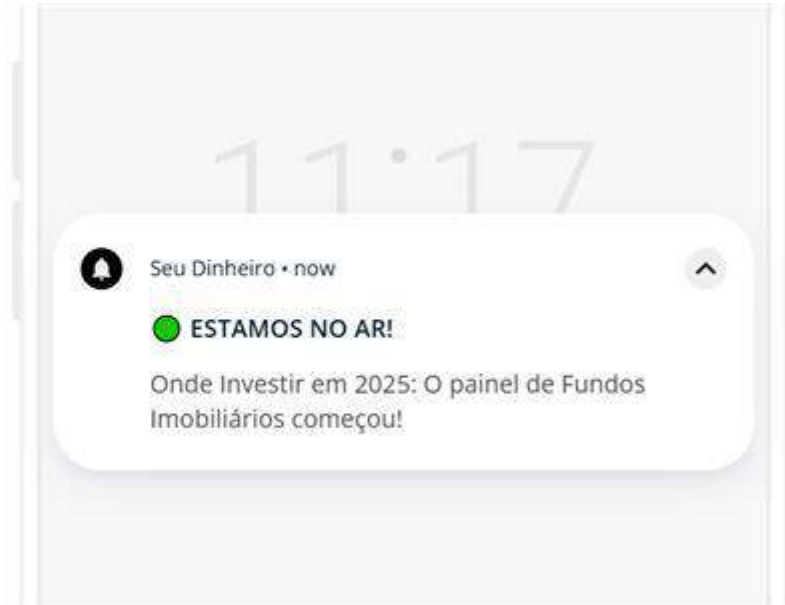 11:17
Seu Dinheiro • now
🟢 ESTAMOS NO AR!
Onde Investir em 2025: O painel de Fundos
Imobiliários começou!